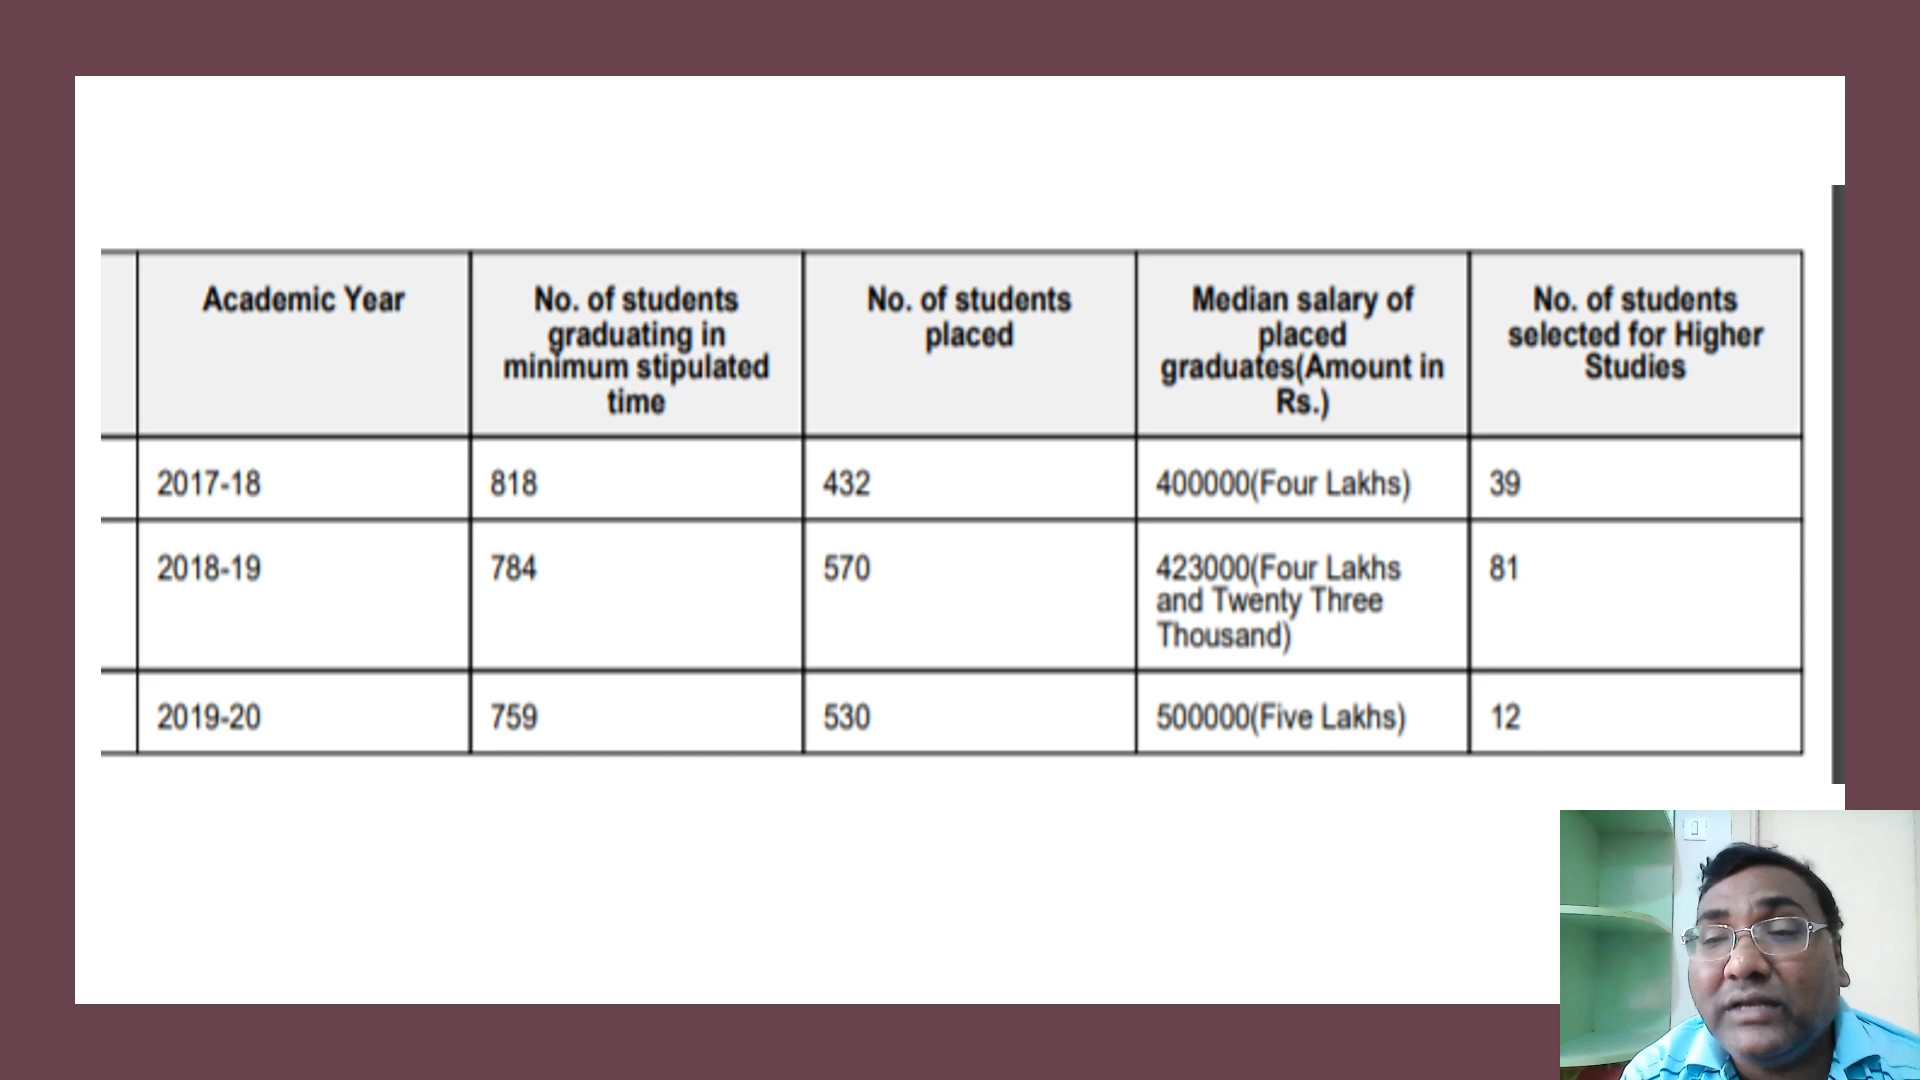 Academic Year
No. of students
graduating in
minimum stipulated
time
No. of students
placed
Median salary of
placed
graduates(Amount in
Rs.)
No. of students
selected for Higher
Studies
2017-18
818
432
400000(Four Lakhs)
39
2018-19
784
570
423000(Four Lakhs
and Twenty Three
Thousand)
81
2019-20
759
530
500000(Five Lakhs)
12